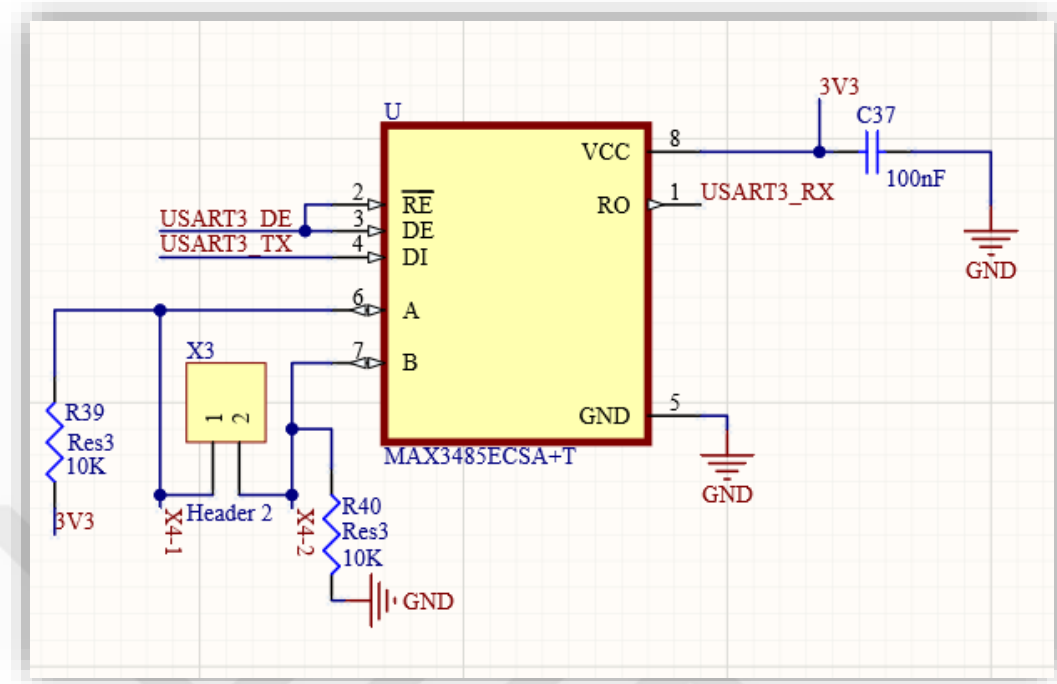 U
3V3
C37
100nF
VCC
8
RO
1
USART3_RX
2
RE
USART3_DE
3
DE
USART3_TX
4
DI
GND
6
A
X3
7
B
1
2
R39
Res3
10K
3V3
GND
5
MAX3485ECSA+T
GND
X4-1
Header 2
X4-2
R40
Res3
10K
GND